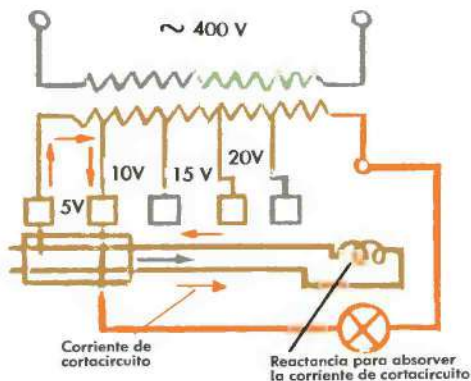 ~ 400 V
20V
10V
15 V
5V
Corriente de
cortacircuito
Reactancia para absorver
la corriente de cortacircuito